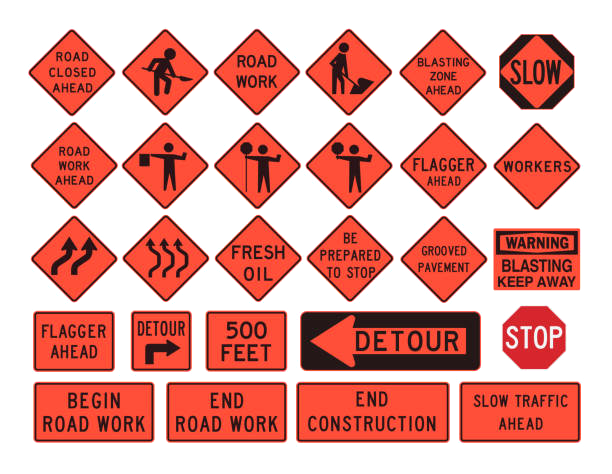 ROAD
CLOSED
AHEAD
ROAD
WORK
BLASTING
ZONE
AHEAD
SLOW
ROAD
WORK
AHEAD
FLAGGER
AHEAD
WORKERS
FRESH
OIL
BE
PREPARED
TO STOP
GROOVED
PAVEMENT
WARNING
BLASTING
KEEP AWAY
FLAGGER
AHEAD
DETOUR
500
FEET
DETOUR
STOP
BEGIN
ROAD WORK
END
ROAD WORK
END
CONSTRUCTION
SLOW TRAFFIC
AHEAD